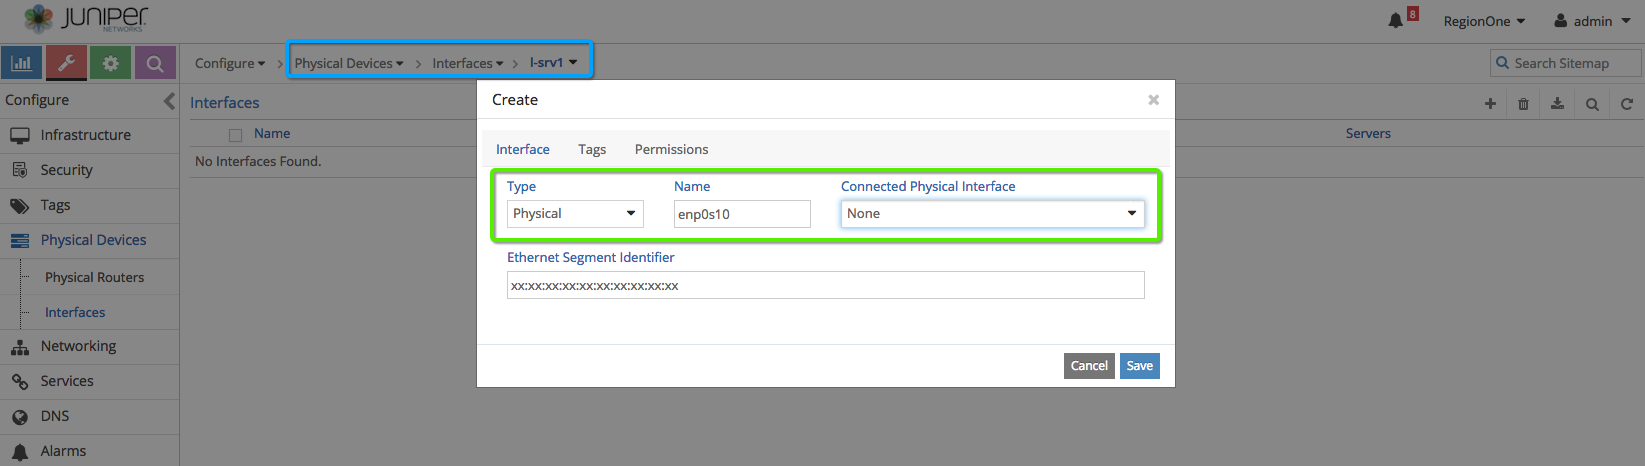 JUNIPER
NETWORKS
8
RegionOne
admin
Configure
Physical Devices
Interfaces
l-srv1
Search Sitemap
Configure
Infrastructure
Security
Tags
Physical Devices
Physical Routers
Interfaces
Networking
Services
DNS
Alarms
Interfaces
Name
Servers
No Interfaces Found.
Create
Interface Tags Permissions
Type Name Connected Physical Interface
Physical enp0s10 None
Ethernet Segment Identifier
xx:xx:xx:xx:xx:xx:xx:xx:xx:xx
Cancel Save